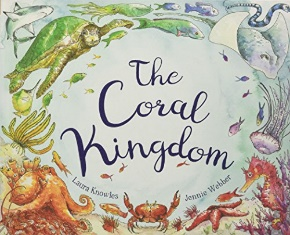 The
Coral
Kingdom
Laura Knowles
Jennie Webber